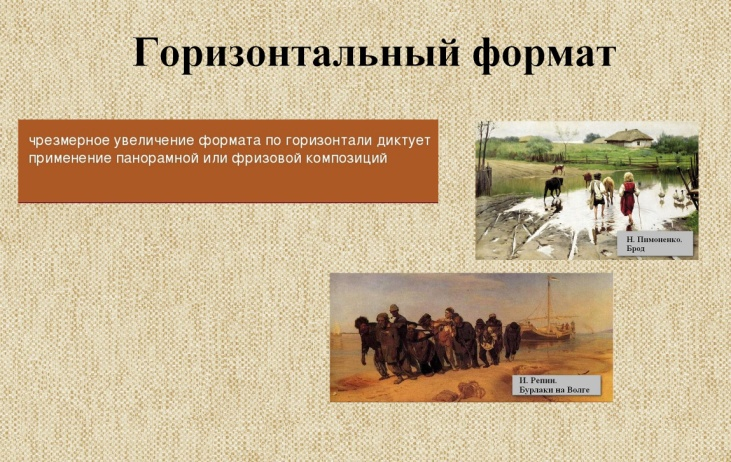 Горизонтальный формат
чрезмерное увеличение формата по горизонтали диктует
применение панорамной или фризовой композиций
Н. Пимоненко.
Брод
И. Репин.
Бурлаки на Волге